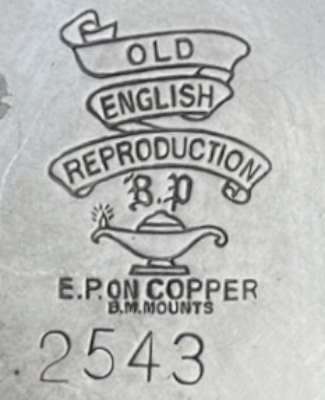 OLD
ENGLISH
REPRODUCTION
B.P
E.P. ON COPPER
B.M. MOUNTS
2543